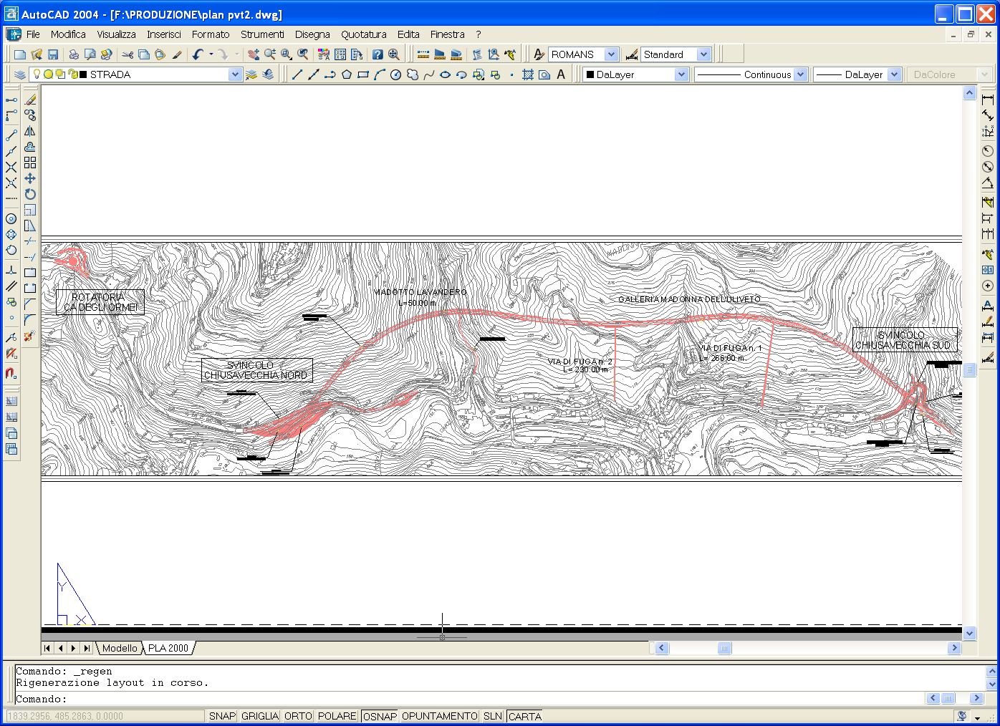 AutoCAD 2004 - [F:\PRODUZIONE\plan pvt2.dwg]
File Modifica Visualizza Inserisci Formato Strumenti Disegna Quotatura Edita Finestra ?
ROMANS Standard
STRADA DaLayer Continuous DaLayer DaColore
ROTATORIA
CA DEGLI ORMEI
VIADOTTO LAVANDERO
L=50.00 m
GALLERIA MADONNA DELL'ULIVETO
SVINCOLO
CHIUSAVECCHIA SUD
VIA DI FUGA n. 1
L= 266.00 m.
VIA DI FUGA n. 2
L= 230.00 m.
SVINCOLO
CHIUSAVECCHIA NORD
Y
X
Modello PLA 2000
Comando: _regen
Rigenerazione layout in corso.
Comando:
1839.2956, 485.2863, 0.0000 SNAP GRIGLIA ORTO POLARE OSNAP OPUNTAMENTO SLN CARTA